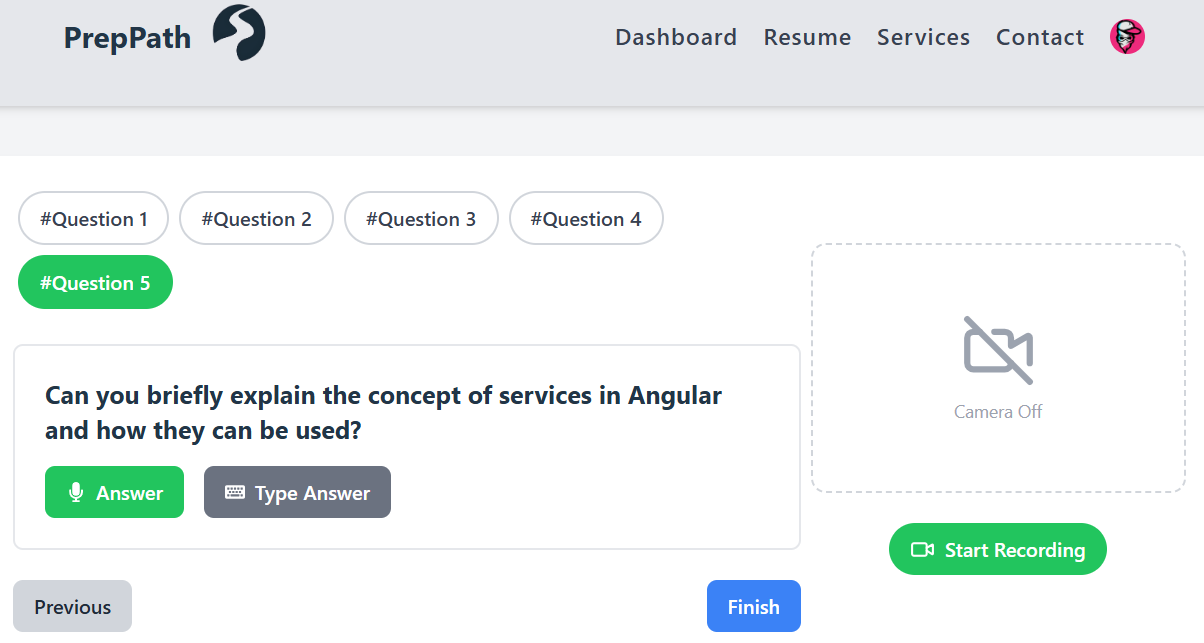 PrepPath
Dashboard Resume Services Contact
#Question 1 #Question 2 #Question 3 #Question 4
#Question 5
Can you briefly explain the concept of services in Angular
and how they can be used?
Answer Type Answer
Camera Off
Start Recording
Previous Finish